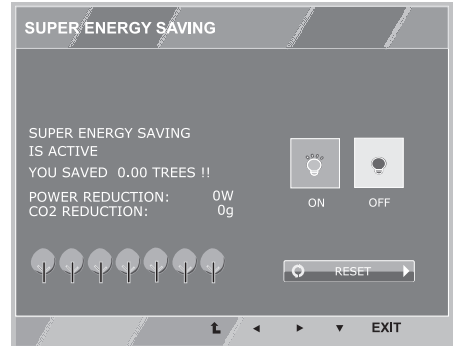 SUPER ENERGY SAVING
SUPER ENERGY SAVING
IS ACTIVE
YOU SAVED 0.00 TREES !!
POWER REDUCTION: 0W
CO2 REDUCTION: 0g
ON OFF
RESET
EXIT